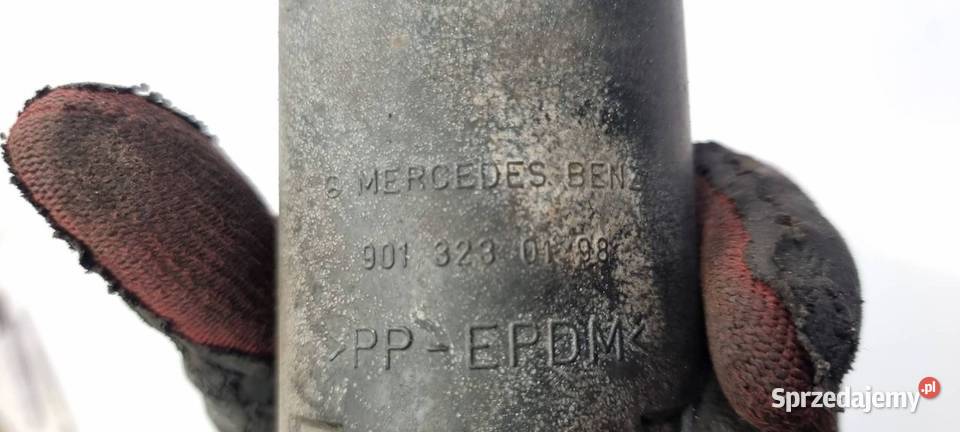 G MERCEDES BENZ
901 323 01 98
>PP-EPDM<
Sprzedajemy.pl